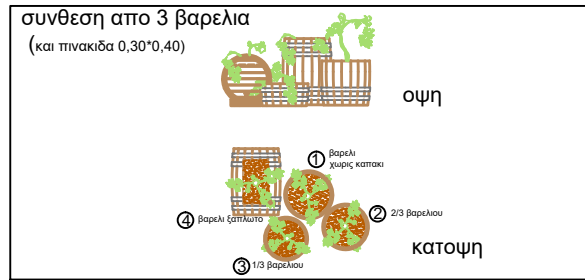 συνθεση απο 3 βαρελια
(και πινακιδα 0,30*0,40)
οψη
1 βαρελι
χωρις καπακι
2 2/3 βαρελιου
4 βαρελι ξαπλωτο
κατοψη
3 1/3 βαρελιου